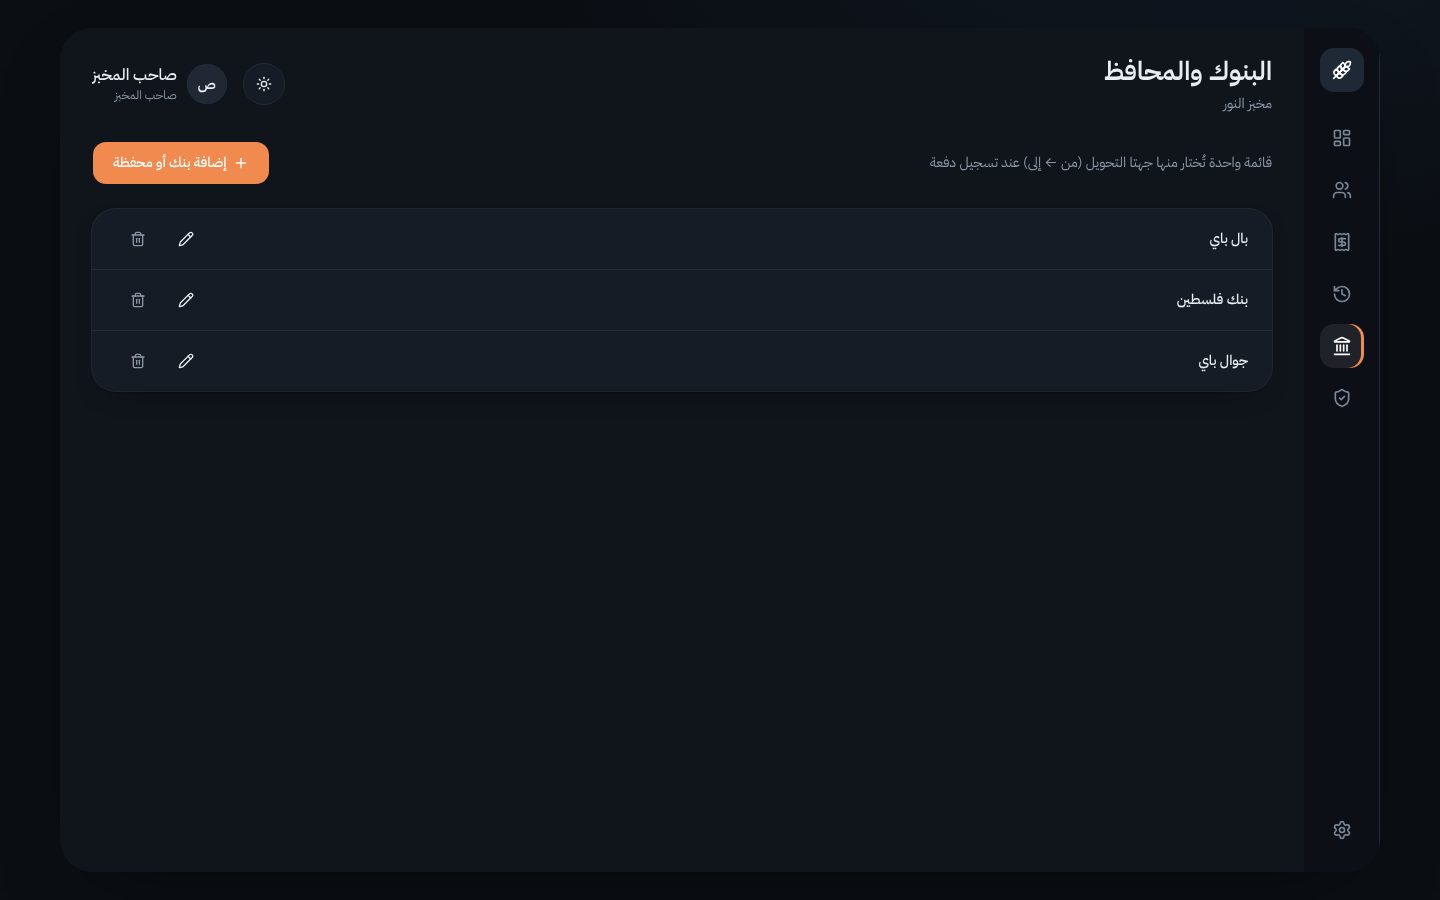 البنوك والمحافظ
مخبز النور
صاحب المخبز
صاحب المخبز
ص
قائمة واحدة تُختار منها جهتا التحويل (من ← إلى) عند تسجيل دفعة
إضافة بنك أو محفظة
بال باي
بنك فلسطين
جوال باي